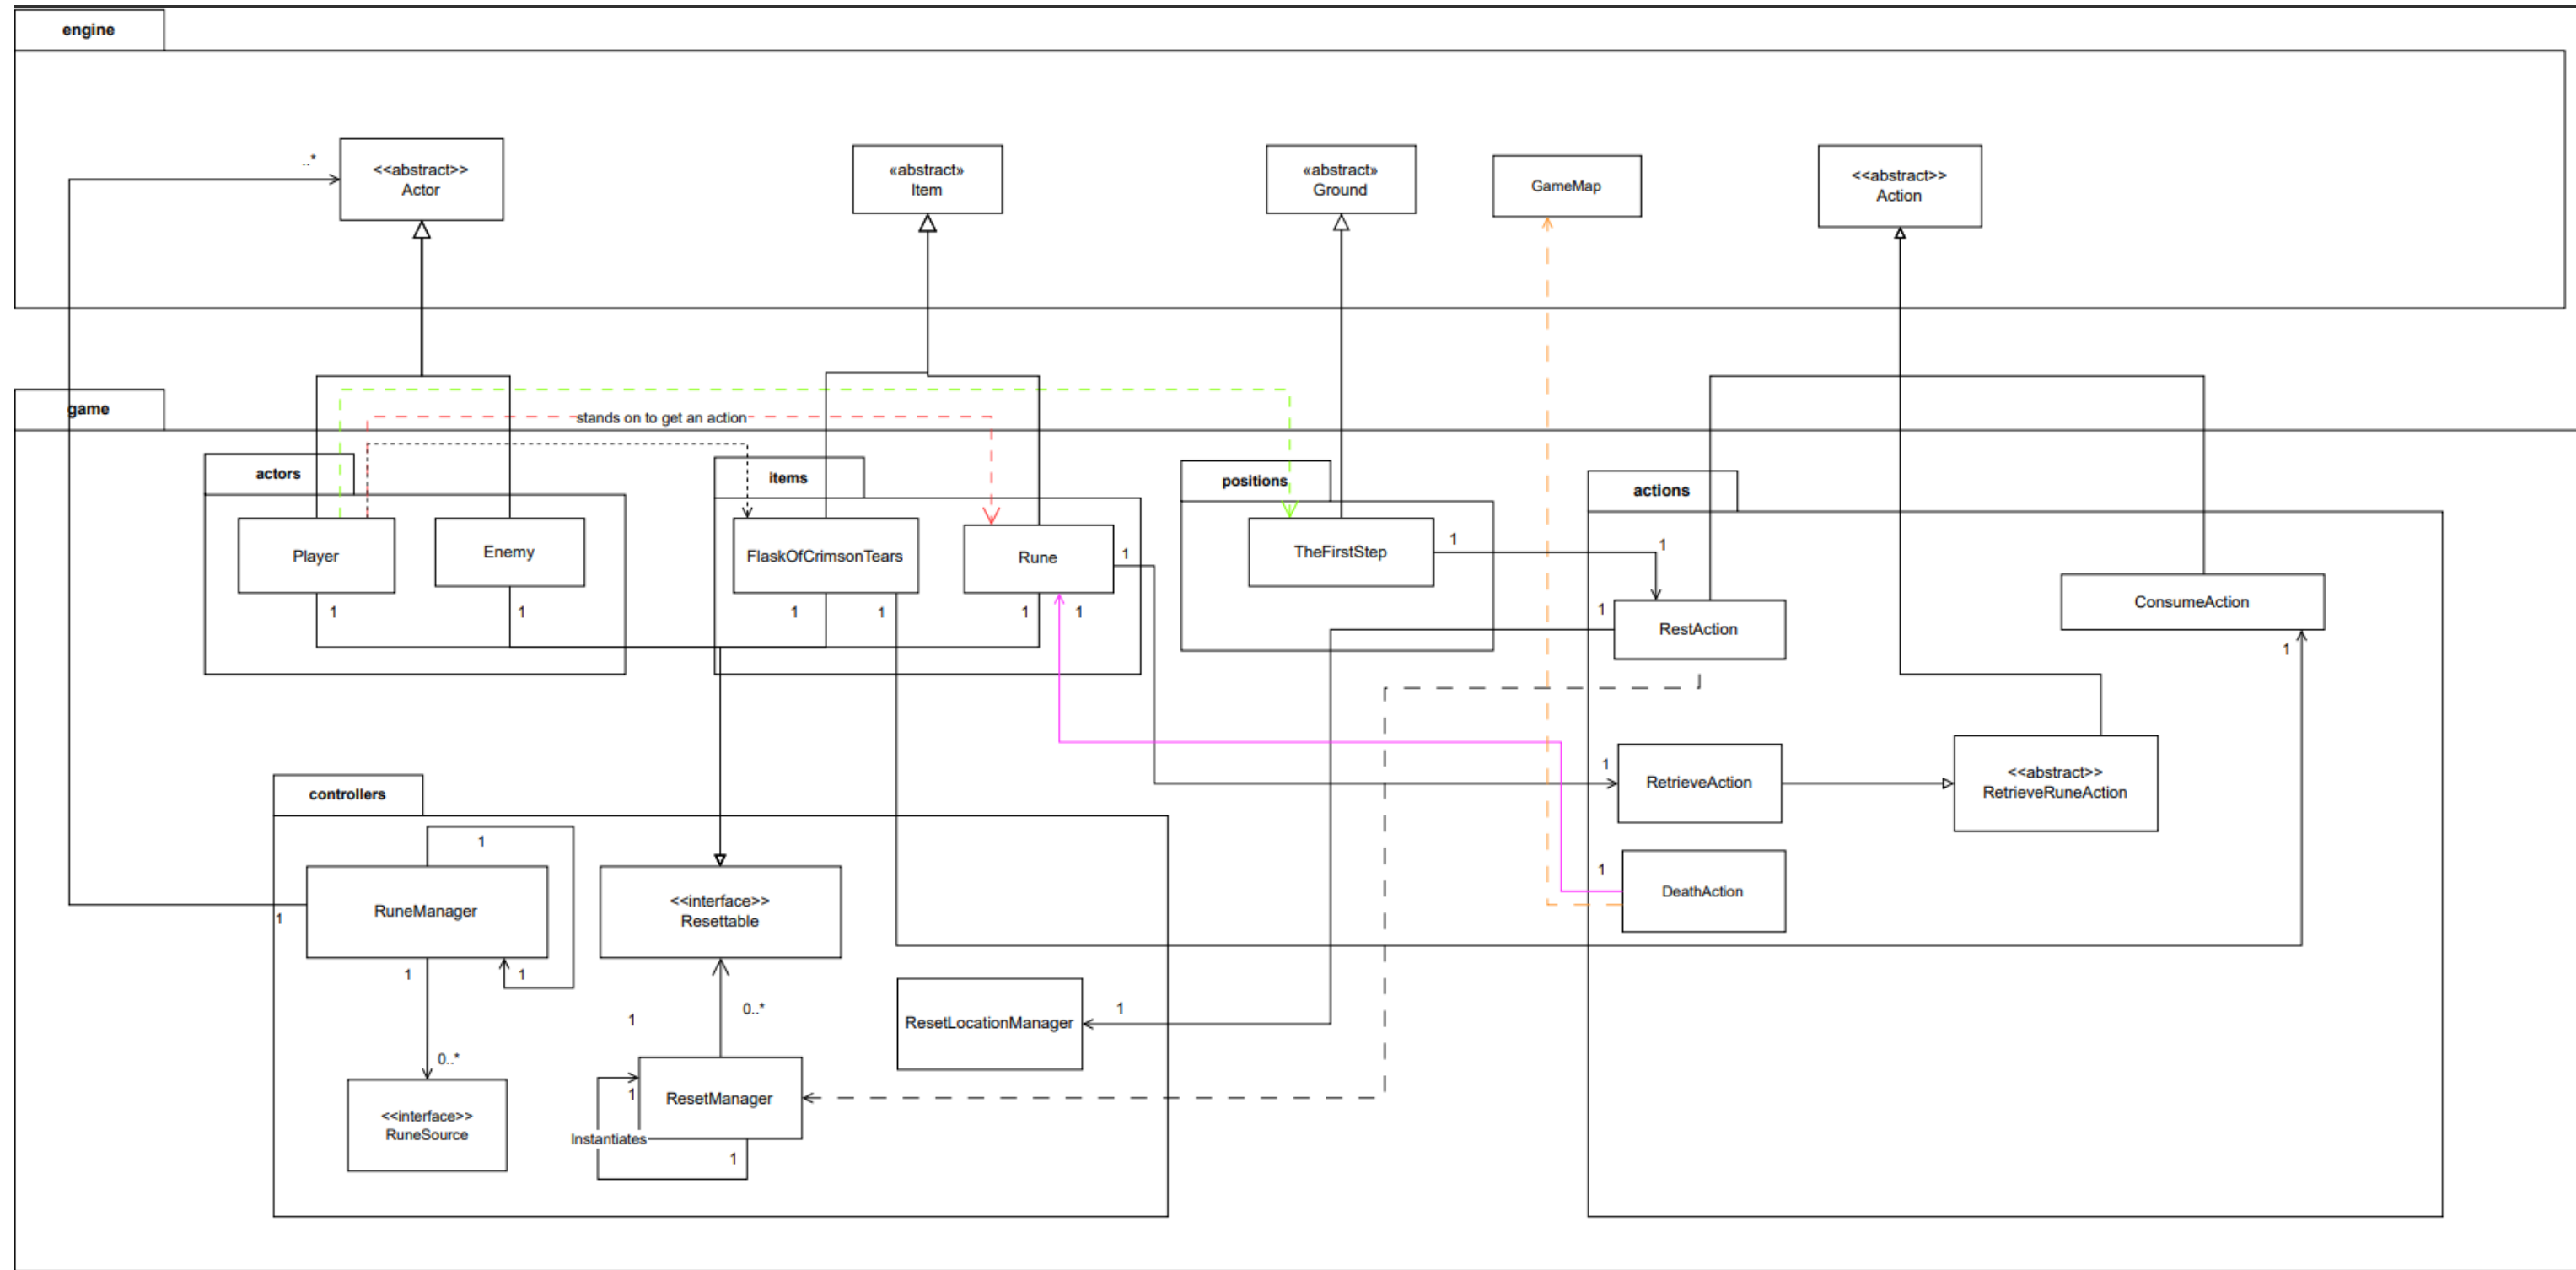 engine
..*
<<abstract>>
Actor
«abstract»
Item
«abstract»
Ground
GameMap
<<abstract>>
Action
game
stands on to get an action
actors
items
positions
actions
Player
Enemy
FlaskOfCrimsonTears
Rune
1
TheFirstStep
1
1
1
RestAction
ConsumeAction
1
1
1
1
1
1
1
1
RetrieveAction
<<abstract>>
RetrieveRuneAction
1
DeathAction
controllers
1
RuneManager
1
1
1
<<interface>>
Resettable
0..*
1
ResetLocationManager
1
0..*
<<interface>>
RuneSource
1
ResetManager
Instantiates
1